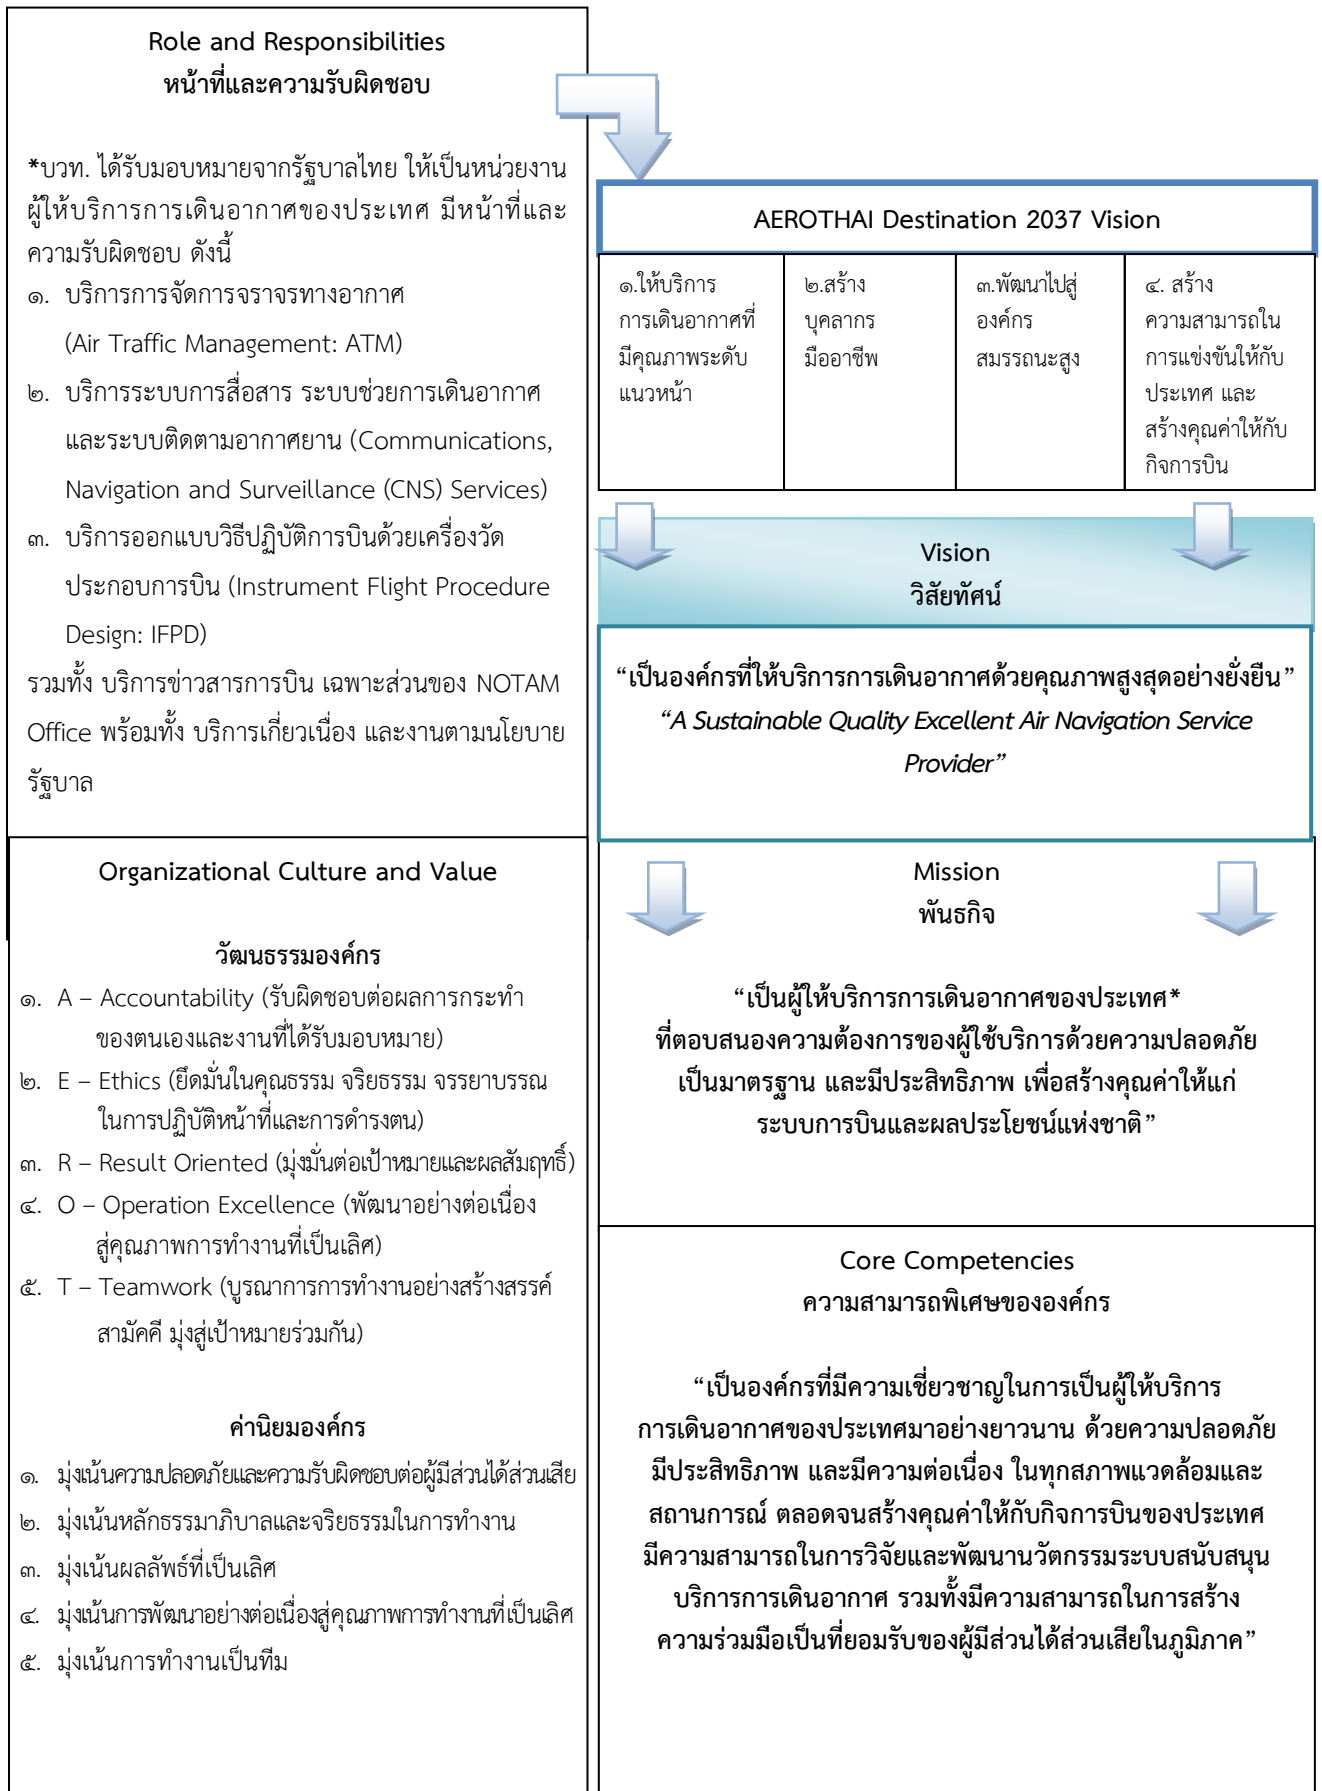 Role and Responsibilities
หน้าที่และความรับผิดชอบ
*บวท. ได้รับมอบหมายจากรัฐบาลไทย ให้เป็นหน่วยงาน
ผู้ให้บริการการเดินอากาศของประเทศ มีหน้าที่และ
ความรับผิดชอบ ดังนี้
๑. บริการการจัดการจราจรทางอากาศ
(Air Traffic Management: ATM)
๒. บริการระบบการสื่อสาร ระบบช่วยการเดินอากาศ
และระบบติดตามอากาศยาน (Communications,
Navigation and Surveillance (CNS) Services)
๓. บริการออกแบบวิธีปฏิบัติการบินด้วยเครื่องวัด
ประกอบการบิน (Instrument Flight Procedure
Design: IFPD)
รวมทั้ง บริการข่าวสารการบิน เฉพาะส่วนของ NOTAM
Office พร้อมทั้ง บริการเกี่ยวเนื่อง และงานตามนโยบาย
รัฐบาล
Organizational Culture and Value
วัฒนธรรมองค์กร
๑. A – Accountability (รับผิดชอบต่อผลการกระทำ
ของตนเองและงานที่ได้รับมอบหมาย)
๒. E – Ethics (ยึดมั่นในคุณธรรม จริยธรรม จรรยาบรรณ
ในการปฏิบัติหน้าที่และการดำรงตน)
๓. R – Result Oriented (มุ่งมั่นต่อเป้าหมายและผลสัมฤทธิ์)
๔. O – Operation Excellence (พัฒนาอย่างต่อเนื่อง
สู่คุณภาพการทำงานที่เป็นเลิศ)
๕. T – Teamwork (บูรณาการการทำงานอย่างสร้างสรรค์
สามัคคี มุ่งสู่เป้าหมายร่วมกัน)
ค่านิยมองค์กร
๑. มุ่งเน้นความปลอดภัยและความรับผิดชอบต่อผู้มีส่วนได้ส่วนเสีย
๒. มุ่งเน้นหลักธรรมาภิบาลและจริยธรรมในการทำงาน
๓. มุ่งเน้นผลลัพธ์ที่เป็นเลิศ
๔. มุ่งเน้นการพัฒนาอย่างต่อเนื่องสู่คุณภาพการทำงานที่เป็นเลิศ
๕. มุ่งเน้นการทำงานเป็นทีม
AEROTHAI Destination 2037 Vision
๑.ให้บริการ
การเดินอากาศที่
มีคุณภาพระดับ
แนวหน้า
๒.สร้าง
บุคลากร
มืออาชีพ
๓.พัฒนาไปสู่
องค์กร
สมรรถนะสูง
๔. สร้าง
ความสามารถใน
การแข่งขันให้กับ
ประเทศ และ
สร้างคุณค่าให้กับ
กิจการบิน
Vision
วิสัยทัศน์
“เป็นองค์กรที่ให้บริการการเดินอากาศด้วยคุณภาพสูงสุดอย่างยั่งยืน”
“A Sustainable Quality Excellent Air Navigation Service
Provider”
Mission
พันธกิจ
“เป็นผู้ให้บริการการเดินอากาศของประเทศ*
ที่ตอบสนองความต้องการของผู้ใช้บริการด้วยความปลอดภัย
เป็นมาตรฐาน และมีประสิทธิภาพ เพื่อสร้างคุณค่าให้แก่
ระบบการบินและผลประโยชน์แห่งชาติ”
Core Competencies
ความสามารถพิเศษขององค์กร
“เป็นองค์กรที่มีความเชี่ยวชาญในการเป็นผู้ให้บริการ
การเดินอากาศของประเทศมาอย่างยาวนาน ด้วยความปลอดภัย
มีประสิทธิภาพ และมีความต่อเนื่อง ในทุกสภาพแวดล้อมและ
สถานการณ์ ตลอดจนสร้างคุณค่าให้กับกิจการบินของประเทศ
มีความสามารถในการวิจัยและพัฒนานวัตกรรมระบบสนับสนุน
บริการการเดินอากาศ รวมทั้งมีความสามารถในการสร้าง
ความร่วมมือเป็นที่ยอมรับของผู้มีส่วนได้ส่วนเสียในภูมิภาค”